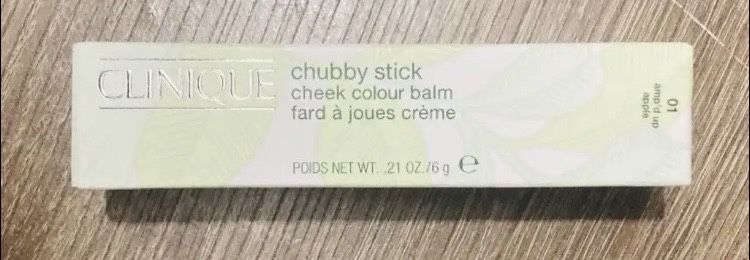 CLINIQUE
chubby stick
cheek colour balm
fard à joues crème
POIDS NET WT. .21 OZ./6 g ℮
01
amp'd up
apple